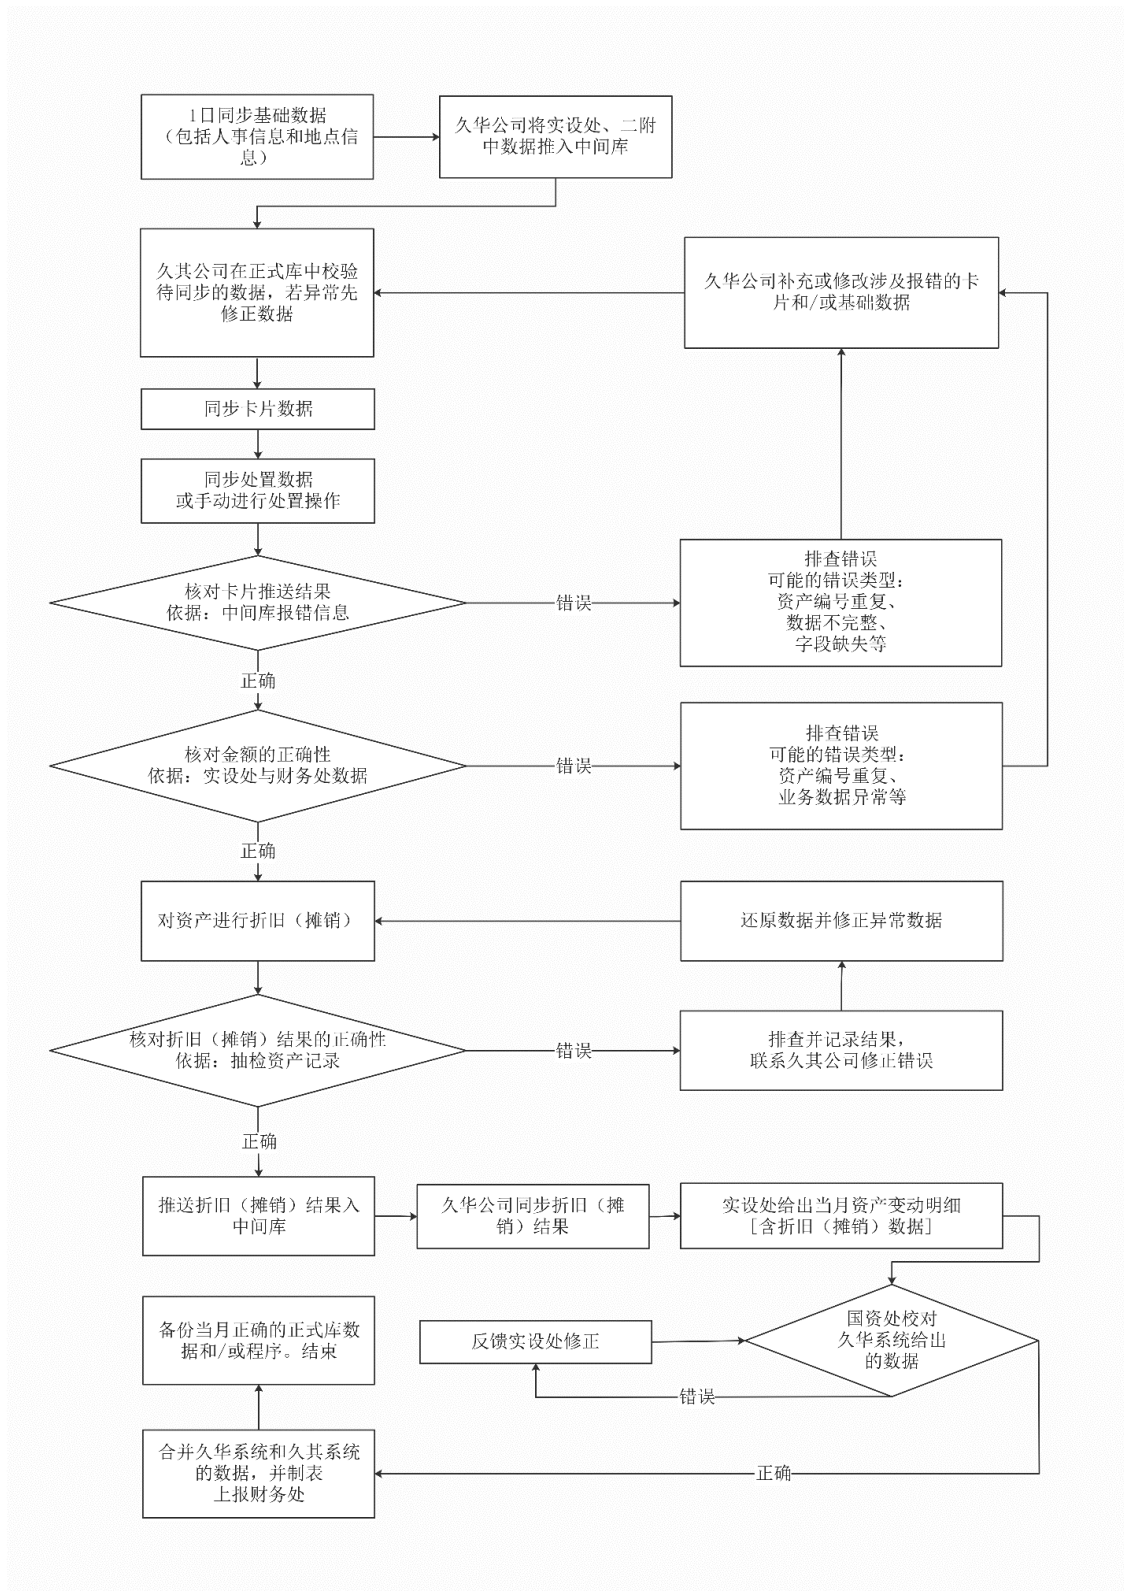 1日同步基础数据
（包括人事信息和地点信
息）
久华公司将实设处、二附
中数据推入中间库
久其公司在正式库中校验
待同步的数据，若异常先
修正数据
久华公司补充或修改涉及报错的卡
片和/或基础数据
同步卡片数据
同步处置数据
或手动进行处置操作
核对卡片推送结果
依据：中间库报错信息
错误
排查错误
可能的错误类型：
资产编号重复、
数据不完整、
字段缺失等
正确
核对金额的正确性
依据：实设处与财务处数据
错误
排查错误
可能的错误类型：
资产编号重复、
业务数据异常等
正确
对资产进行折旧（摊销）
还原数据并修正异常数据
核对折旧（摊销）结果的正确性
依据：抽检资产记录
错误
排查并记录结果，
联系久其公司修正错误
正确
推送折旧（摊销）结果入
中间库
久华公司同步折旧（摊
销）结果
实设处给出当月资产变动明细
[含折旧（摊销）数据]
国资处校对
久华系统给出
的数据
反馈实设处修正
错误
备份当月正确的正式库数
据和/或程序。结束
合并久华系统和久其系统
的数据，并制表
上报财务处
正确